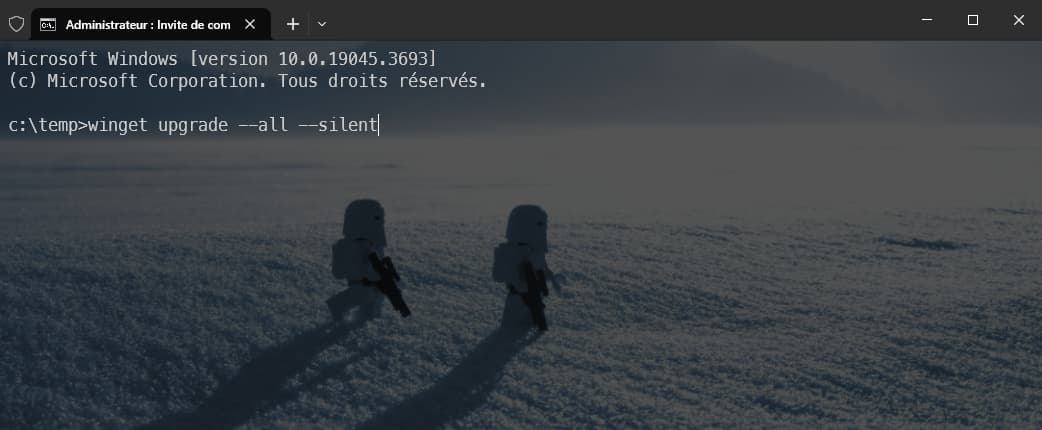 Administrateur : Invite de com
Microsoft Windows [version 10.0.19045.3693]
(c) Microsoft Corporation. Tous droits réservés.
c:\temp>winget upgrade --all --silent